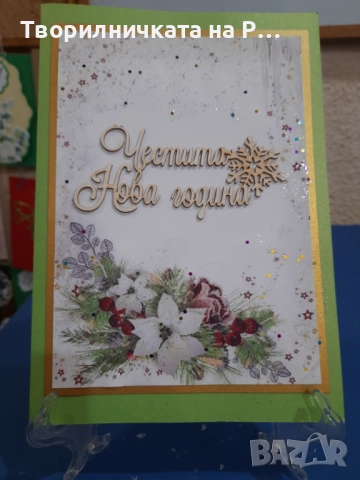 Творилничката на Р...
Честита
Нова година
BAZAR